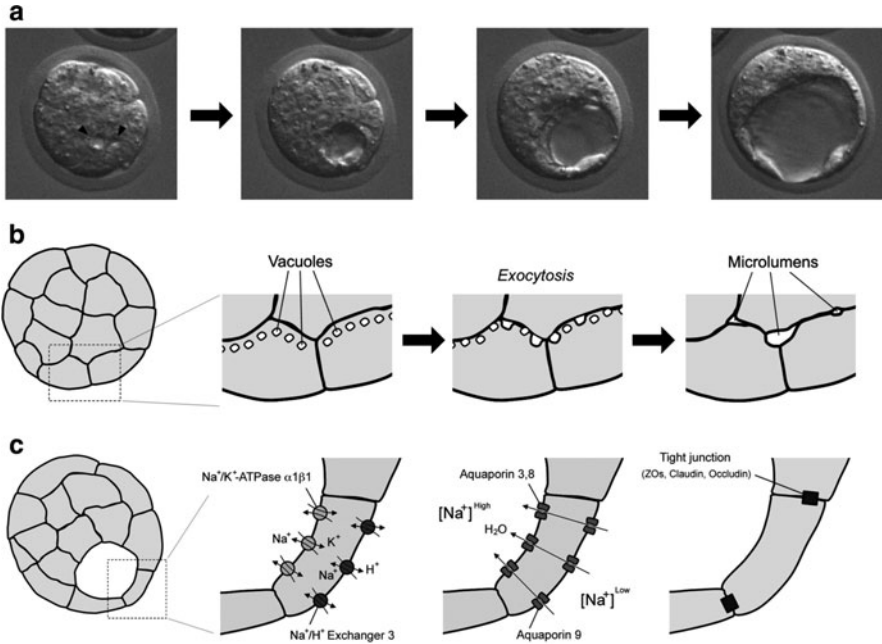 a
b
Vacuoles
Exocytosis
Microlumens
c
Na⁺/K⁺-ATPase α1β1
Na⁺
K⁺
Na⁺
H⁺
Na⁺/H⁺ Exchanger 3
Aquaporin 3,8
[Na⁺]ᴴⁱᵍʰ
H₂O
[Na⁺]ᴸᵒʷ
Aquaporin 9
Tight junction
(ZOs, Claudin, Occludin)